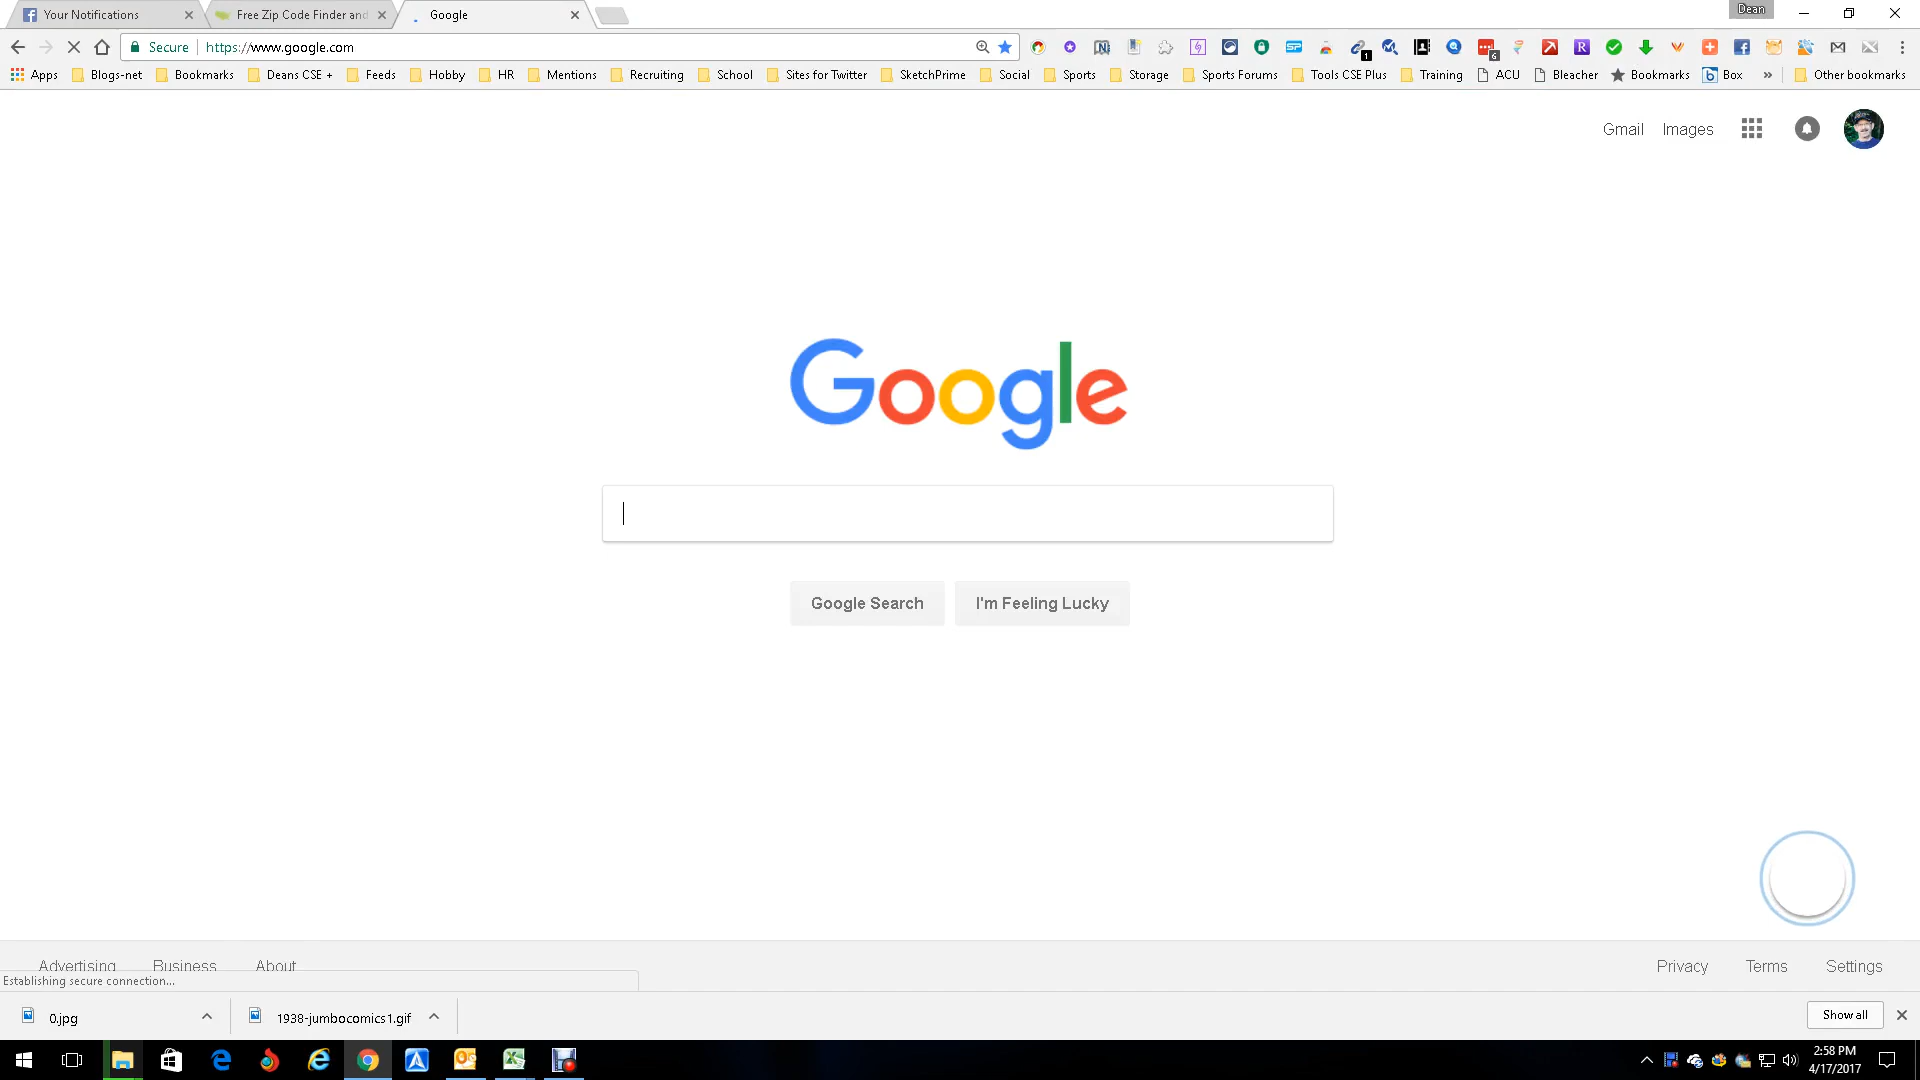 Your Notifications
Free Zip Code Finder and
Google
Dean
Secure
https://www.google.com
1
6
Apps
Blogs-net
Bookmarks
Deans CSE +
Feeds
Hobby
HR
Mentions
Recruiting
School
Sites for Twitter
SketchPrime
Social
Sports
Storage
Sports Forums
Tools CSE Plus
Training
ACU
Bleacher
Bookmarks
Box
»
Other bookmarks
Gmail
Images
Google
Google Search
I'm Feeling Lucky
Advertising
Business
About
Privacy
Terms
Settings
Establishing secure connection...
0.jpg
1938-jumbocomics1.gif
Show all
2:58 PM
4/17/2017